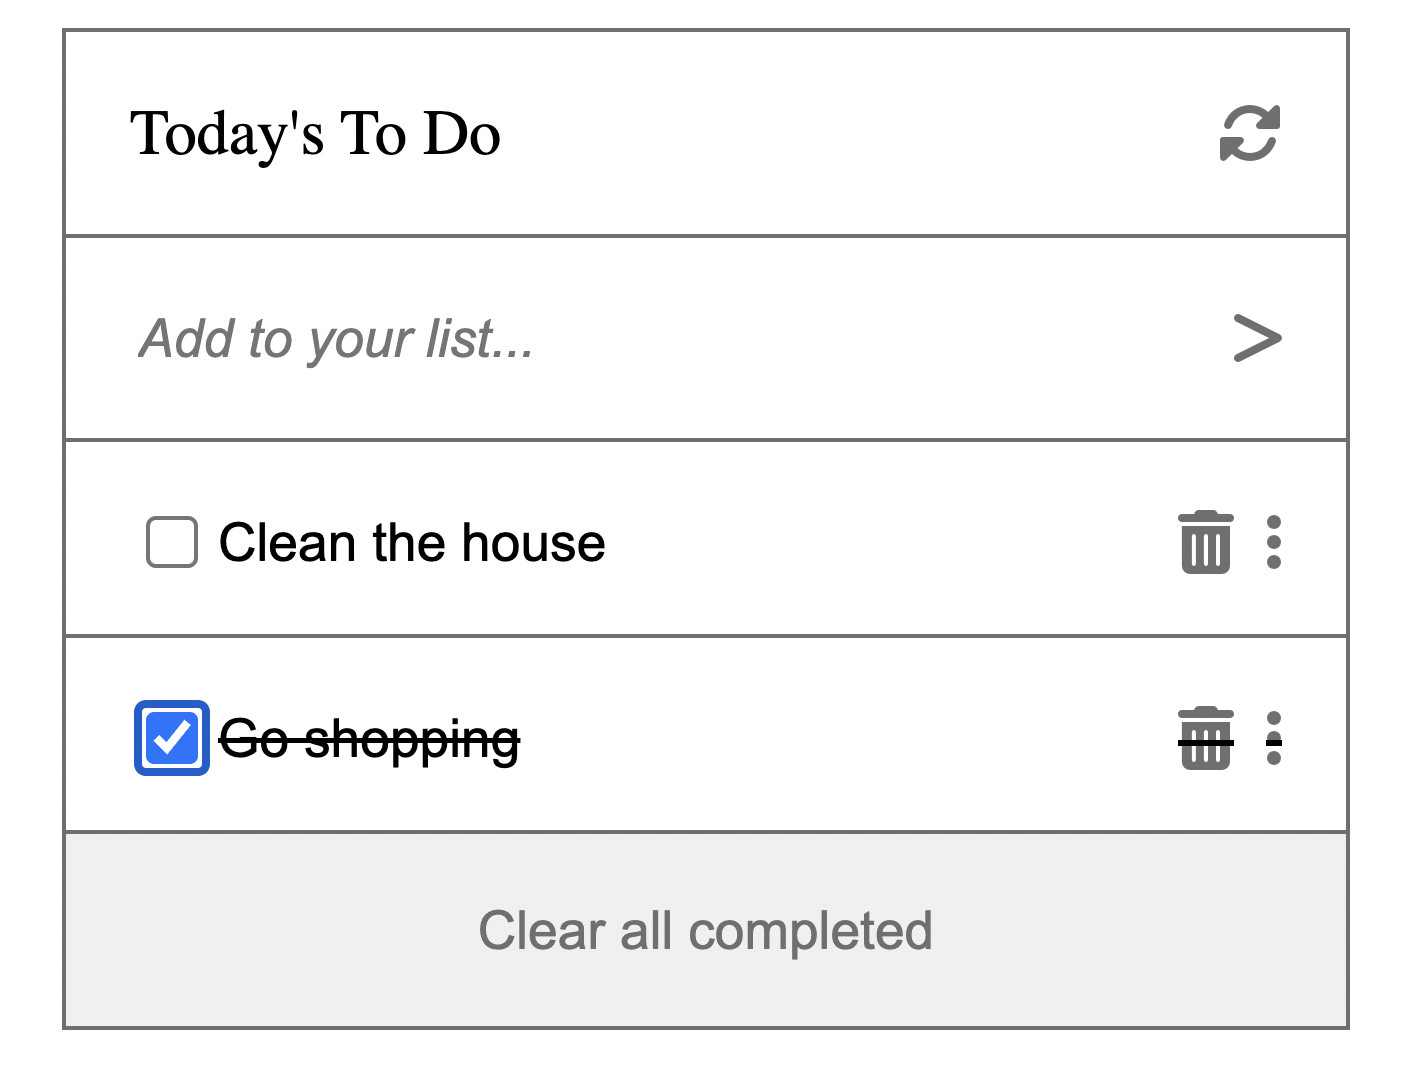 Today's To Do
Add to your list...
Clean the house
Go shopping
Clear all completed